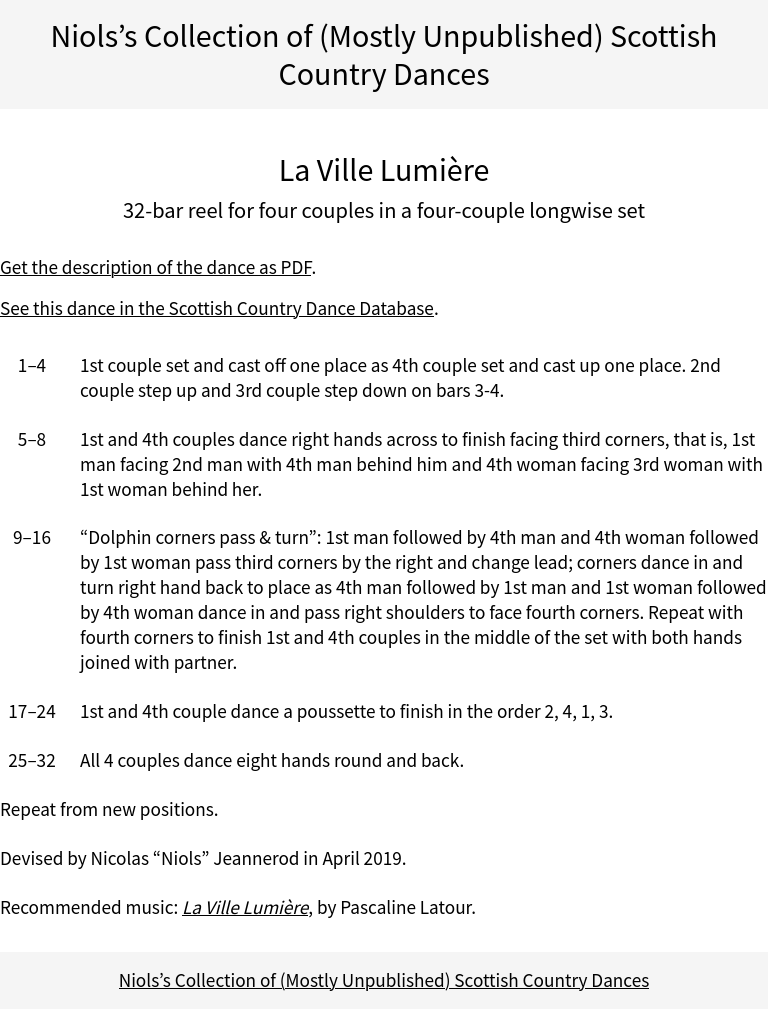 Niols’s Collection of (Mostly Unpublished) Scottish
Country Dances
La Ville Lumière
32-bar reel for four couples in a four-couple longwise set
Get the description of the dance as PDF.
See this dance in the Scottish Country Dance Database.
1–4 1st couple set and cast off one place as 4th couple set and cast up one place. 2nd
couple step up and 3rd couple step down on bars 3-4.
5–8 1st and 4th couples dance right hands across to finish facing third corners, that is, 1st
man facing 2nd man with 4th man behind him and 4th woman facing 3rd woman with
1st woman behind her.
9–16 “Dolphin corners pass & turn”: 1st man followed by 4th man and 4th woman followed
by 1st woman pass third corners by the right and change lead; corners dance in and
turn right hand back to place as 4th man followed by 1st man and 1st woman followed
by 4th woman dance in and pass right shoulders to face fourth corners. Repeat with
fourth corners to finish 1st and 4th couples in the middle of the set with both hands
joined with partner.
17–24 1st and 4th couple dance a poussette to finish in the order 2, 4, 1, 3.
25–32 All 4 couples dance eight hands round and back.
Repeat from new positions.
Devised by Nicolas “Niols” Jeannerod in April 2019.
Recommended music: La Ville Lumière, by Pascaline Latour.
Niols’s Collection of (Mostly Unpublished) Scottish Country Dances